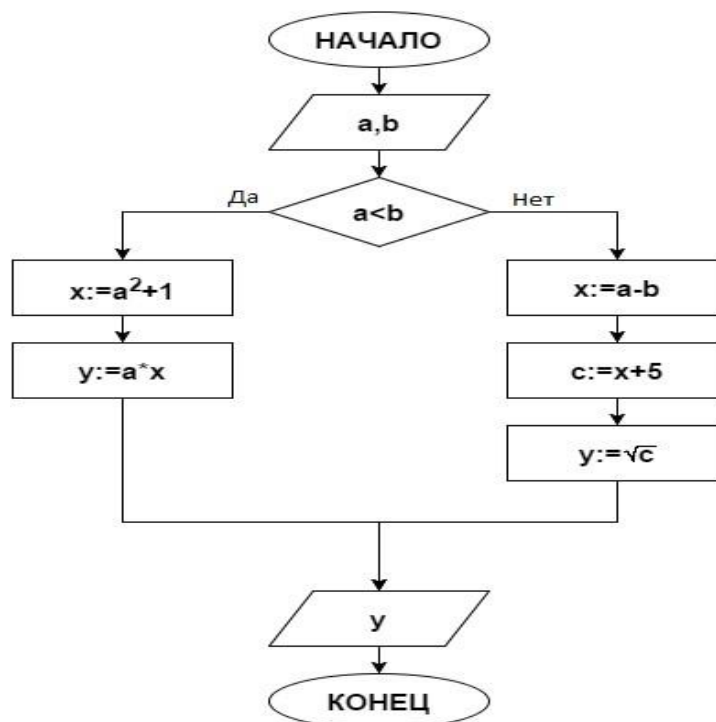 НАЧАЛО
a,b
a<b
Да
Нет
x:=a²+1
y:=a*x
x:=a-b
c:=x+5
y:=√c
y
КОНЕЦ